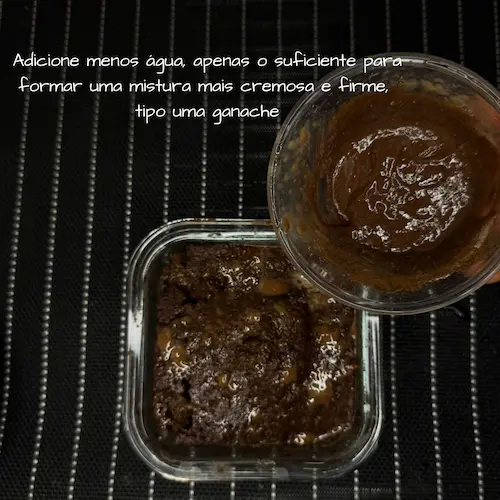 Adicione menos água, apenas o suficiente para
formar uma mistura mais cremosa e firme,
tipo uma ganache